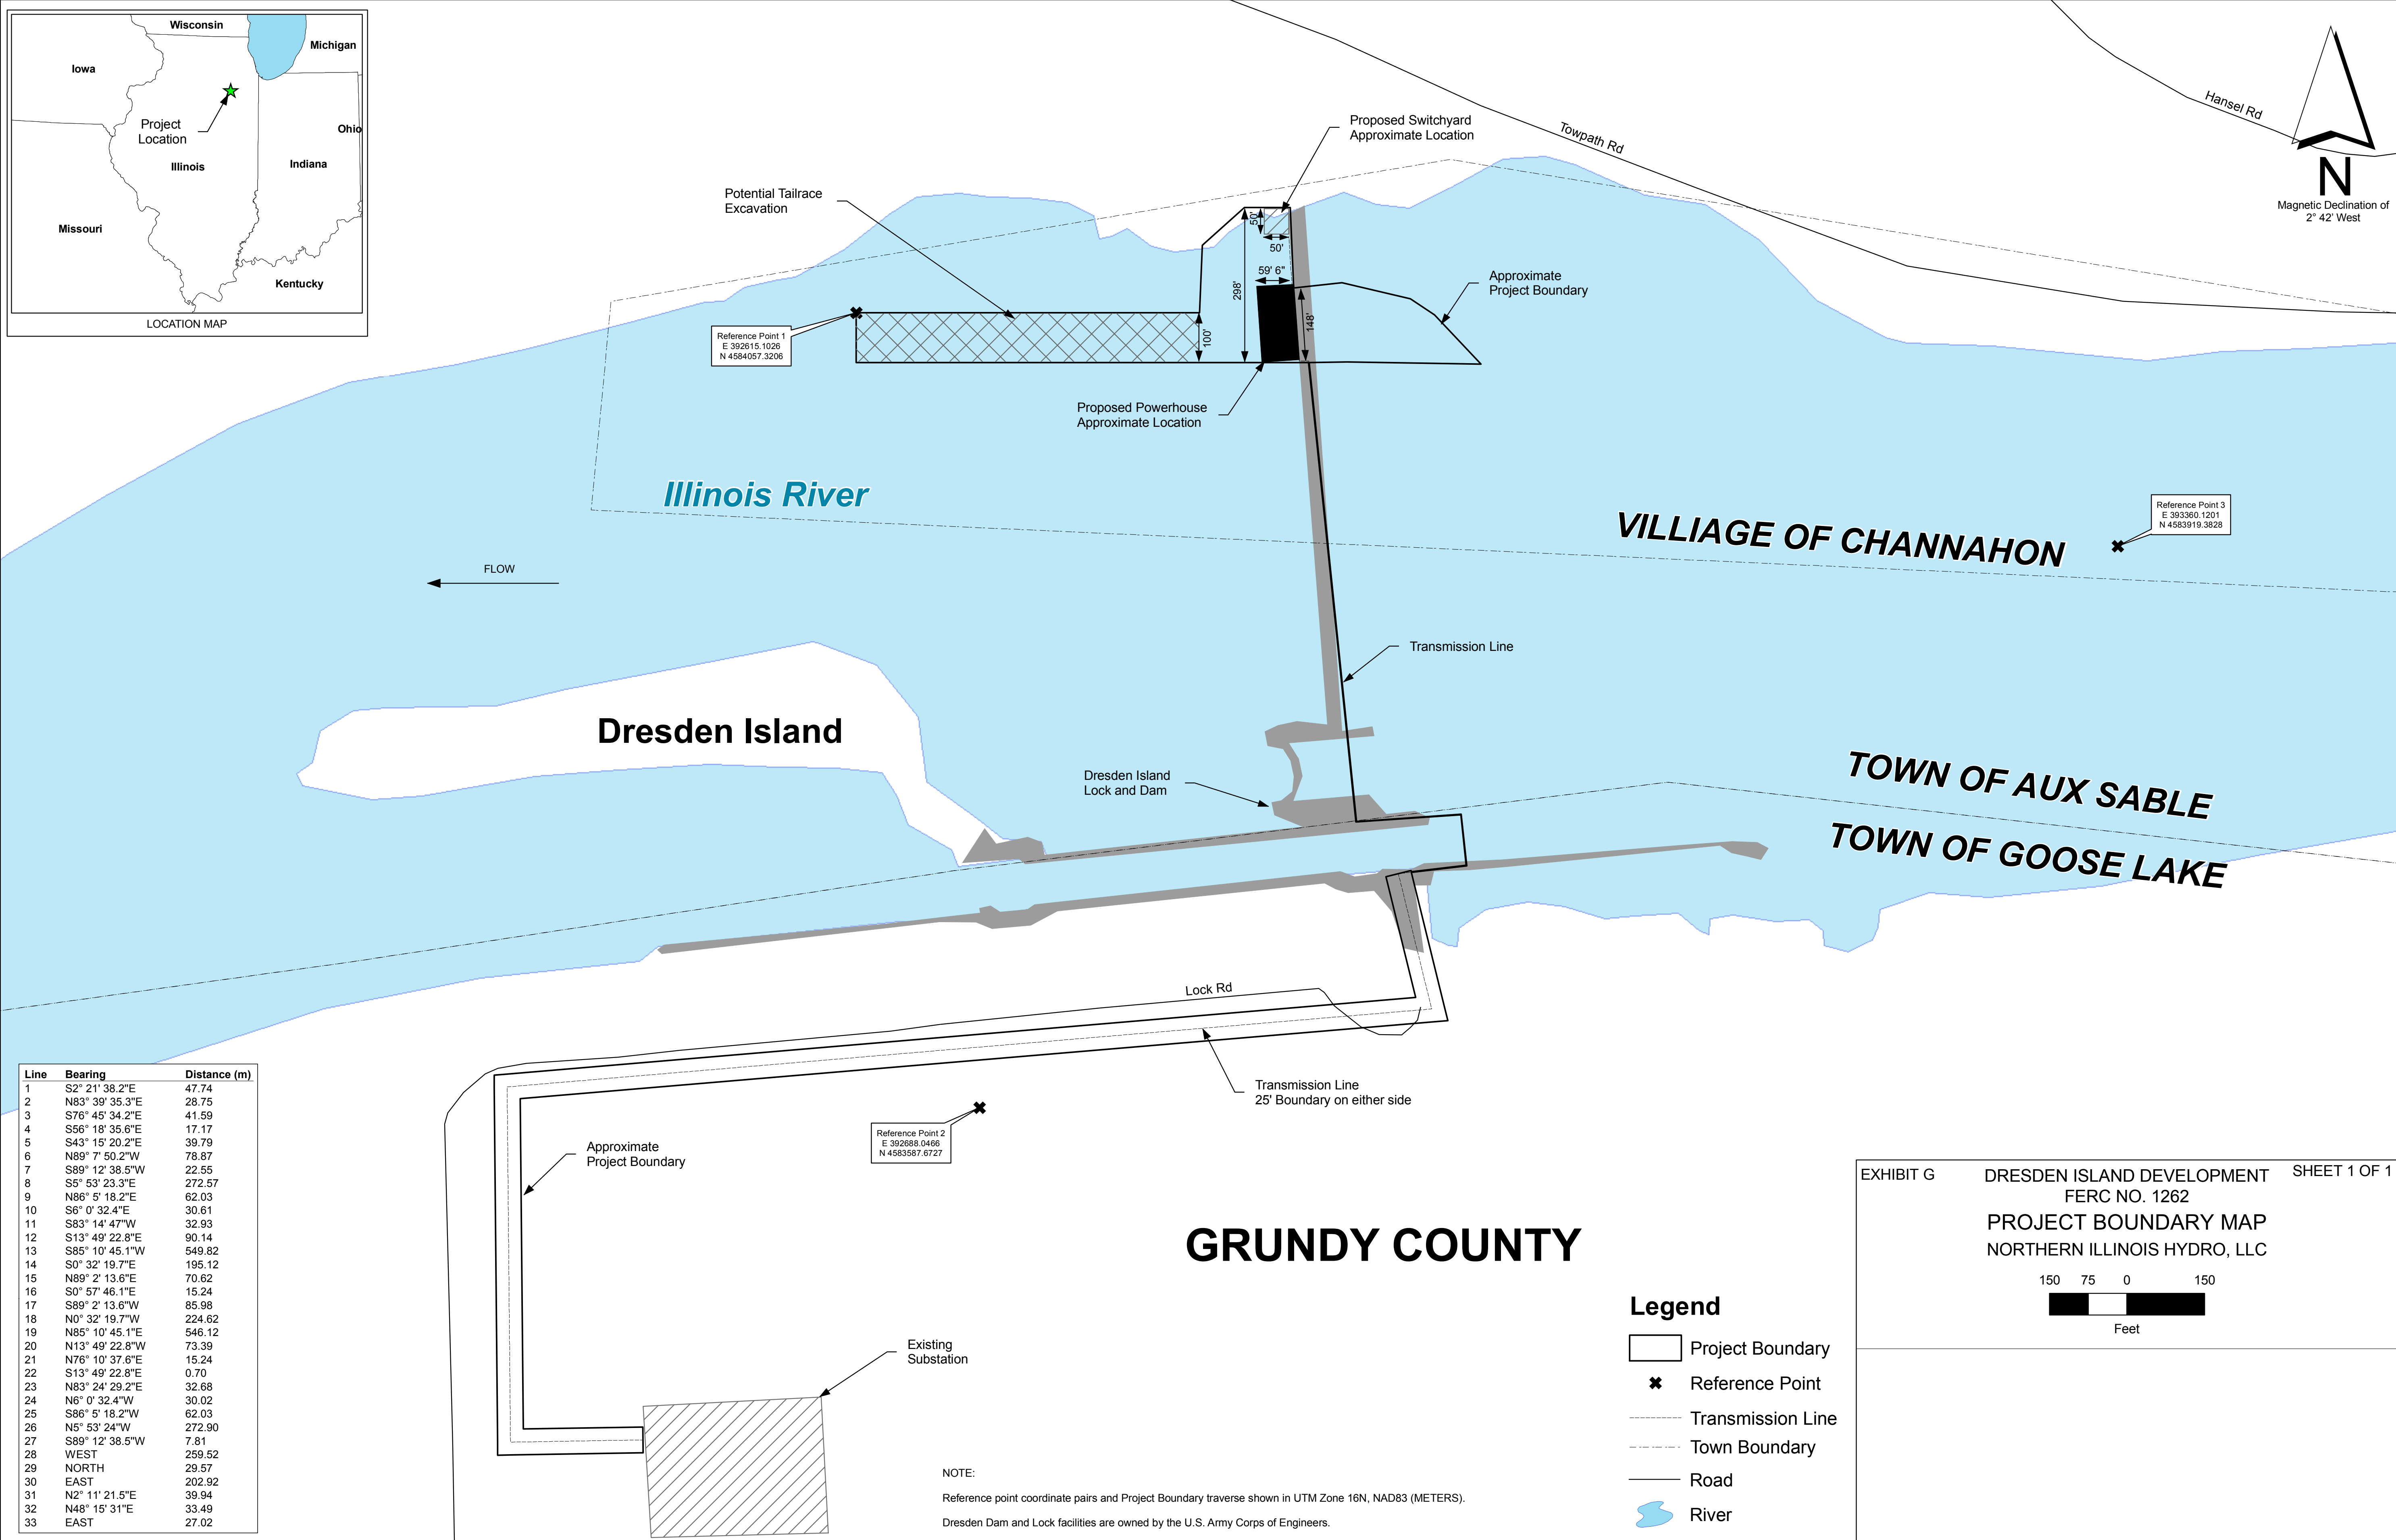 Wisconsin
Michigan
Iowa
Project
Location
Ohio
Illinois
Indiana
Missouri
Kentucky
LOCATION MAP
Proposed Switchyard
Approximate Location
Towpath Rd
Hansel Rd
N
Magnetic Declination of
2° 42' West
Potential Tailrace
Excavation
50'
50'
59' 6"
298'
148'
100'
Approximate
Project Boundary
Reference Point 1
E 392615.1026
N 4584057.3206
Proposed Powerhouse
Approximate Location
Illinois River
VILLIAGE OF CHANNAHON
Reference Point 3
E 393360.1201
N 4583919.3828
FLOW
Transmission Line
Dresden Island
Dresden Island
Lock and Dam
TOWN OF AUX SABLE
TOWN OF GOOSE LAKE
Lock Rd
Transmission Line
25' Boundary on either side
Reference Point 2
E 392688.0466
N 4583587.6727
Approximate
Project Boundary
Existing
Substation
GRUNDY COUNTY
Line Bearing Distance (m)
1 S2° 21' 38.2"E 47.74
2 N83° 39' 35.3"E 28.75
3 S76° 45' 34.2"E 41.59
4 S56° 18' 35.6"E 17.17
5 S43° 15' 20.2"E 39.79
6 N89° 7' 50.2"W 78.87
7 S89° 12' 38.5"W 22.55
8 S5° 53' 23.3"E 272.57
9 N86° 5' 18.2"E 62.03
10 S6° 0' 32.4"E 30.61
11 S83° 14' 47"W 32.93
12 S13° 49' 22.8"E 90.14
13 S85° 10' 45.1"W 549.82
14 S0° 32' 19.7"E 195.12
15 N89° 2' 13.6"E 70.62
16 S0° 57' 46.1"E 15.24
17 S89° 2' 13.6"W 85.98
18 N0° 32' 19.7"W 224.62
19 N85° 10' 45.1"E 546.12
20 N13° 49' 22.8"W 73.39
21 N76° 10' 37.6"E 15.24
22 S13° 49' 22.8"E 0.70
23 N83° 24' 29.2"E 32.68
24 N6° 0' 32.4"W 30.02
25 S86° 5' 18.2"W 62.03
26 N5° 53' 24"W 272.90
27 S89° 12' 38.5"W 7.81
28 WEST 259.52
29 NORTH 29.57
30 EAST 202.92
31 N2° 11' 21.5"E 39.94
32 N48° 15' 31"E 33.49
33 EAST 27.02
NOTE:
Reference point coordinate pairs and Project Boundary traverse shown in UTM Zone 16N, NAD83 (METERS).
Dresden Dam and Lock facilities are owned by the U.S. Army Corps of Engineers.
Legend
Project Boundary
Reference Point
Transmission Line
Town Boundary
Road
River
EXHIBIT G
DRESDEN ISLAND DEVELOPMENT
SHEET 1 OF 1
FERC NO. 1262
PROJECT BOUNDARY MAP
NORTHERN ILLINOIS HYDRO, LLC
150 75 0 150
Feet